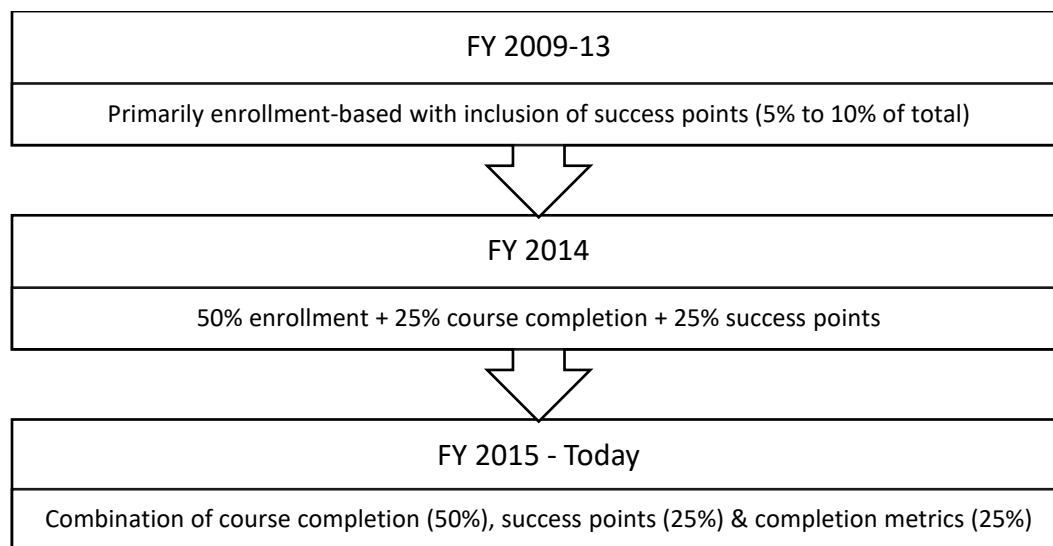 FY 2009-13
Primarily enrollment-based with inclusion of success points (5% to 10% of total)
FY 2014
50% enrollment + 25% course completion + 25% success points
FY 2015 - Today
Combination of course completion (50%), success points (25%) & completion metrics (25%)